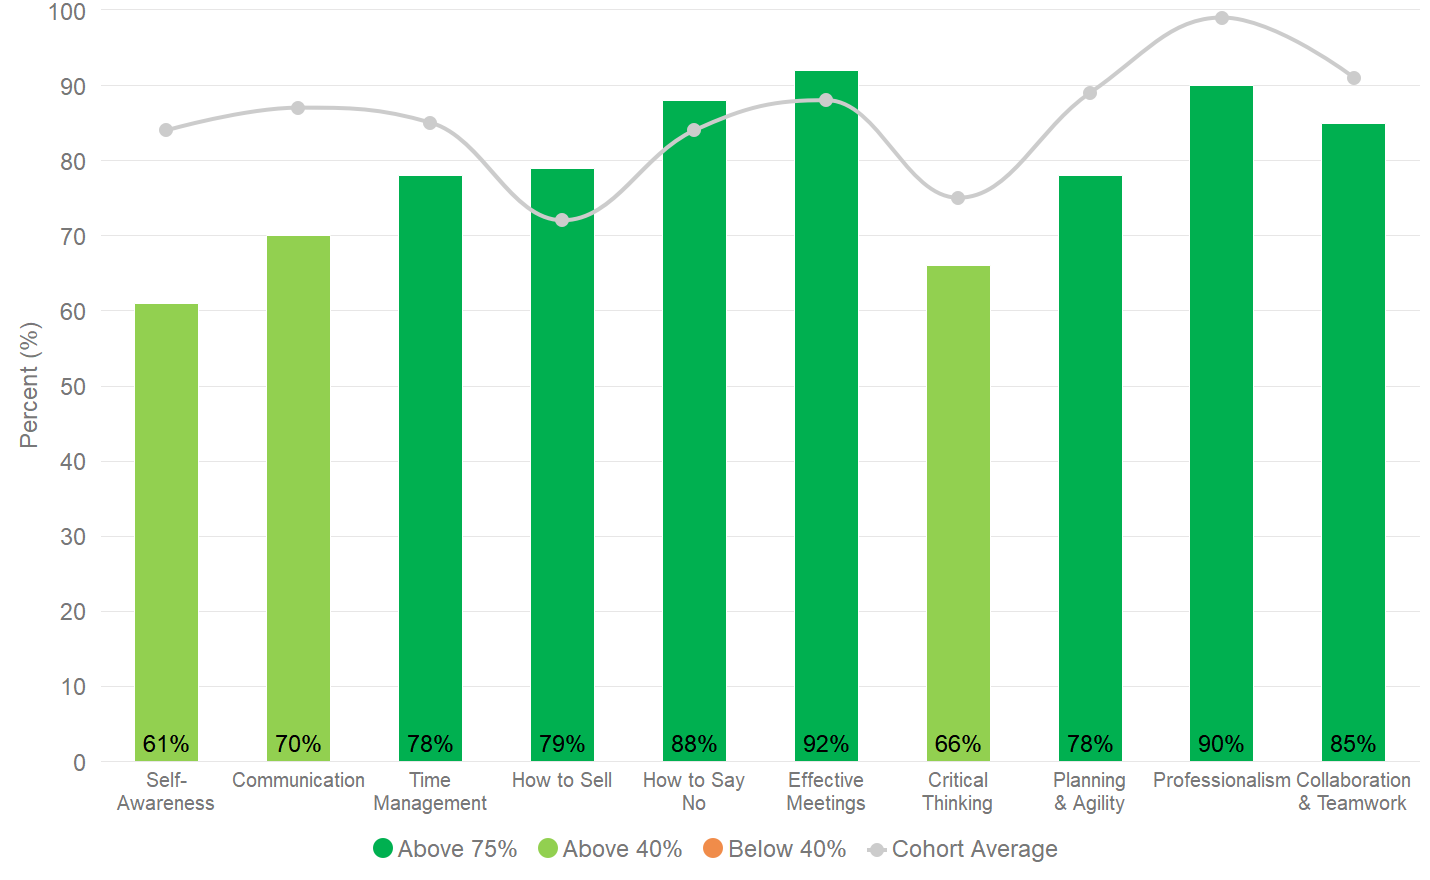 100
90
80
70
60
50
40
30
20
10
0
Percent (%)
61%
70%
78%
79%
88%
92%
66%
78%
90%
85%
Self-
Awareness
Communication
Time
Management
How to Sell
How to Say
No
Effective
Meetings
Critical
Thinking
Planning
& Agility
Professionalism
Collaboration
& Teamwork
Above 75%
Above 40%
Below 40%
Cohort Average